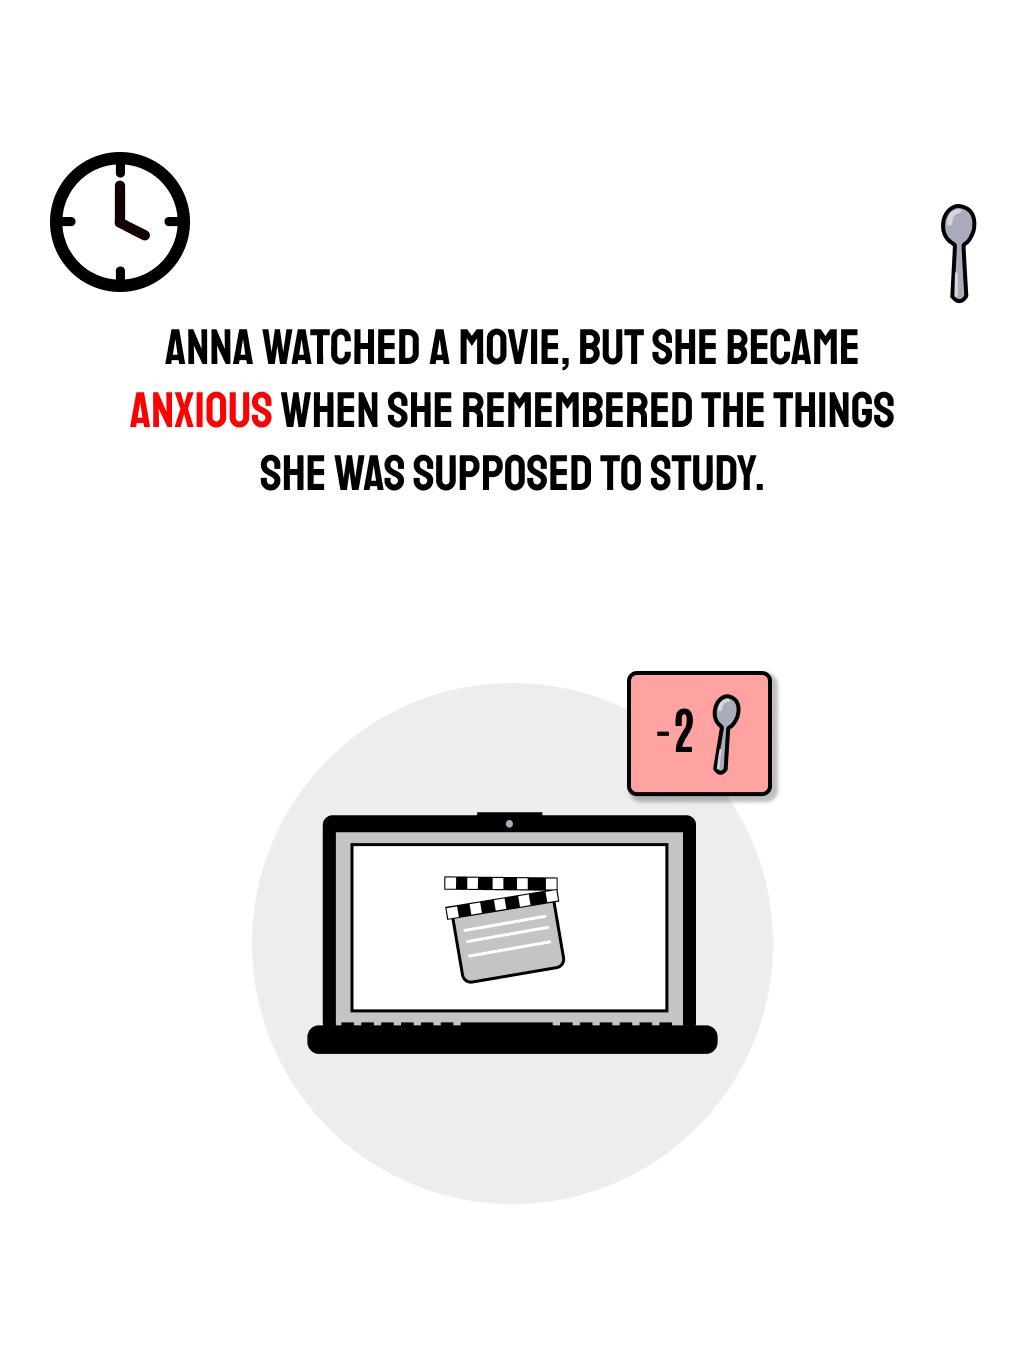 ANNA WATCHED A MOVIE, BUT SHE BECAME
ANXIOUS WHEN SHE REMEMBERED THE THINGS
SHE WAS SUPPOSED TO STUDY.
-2